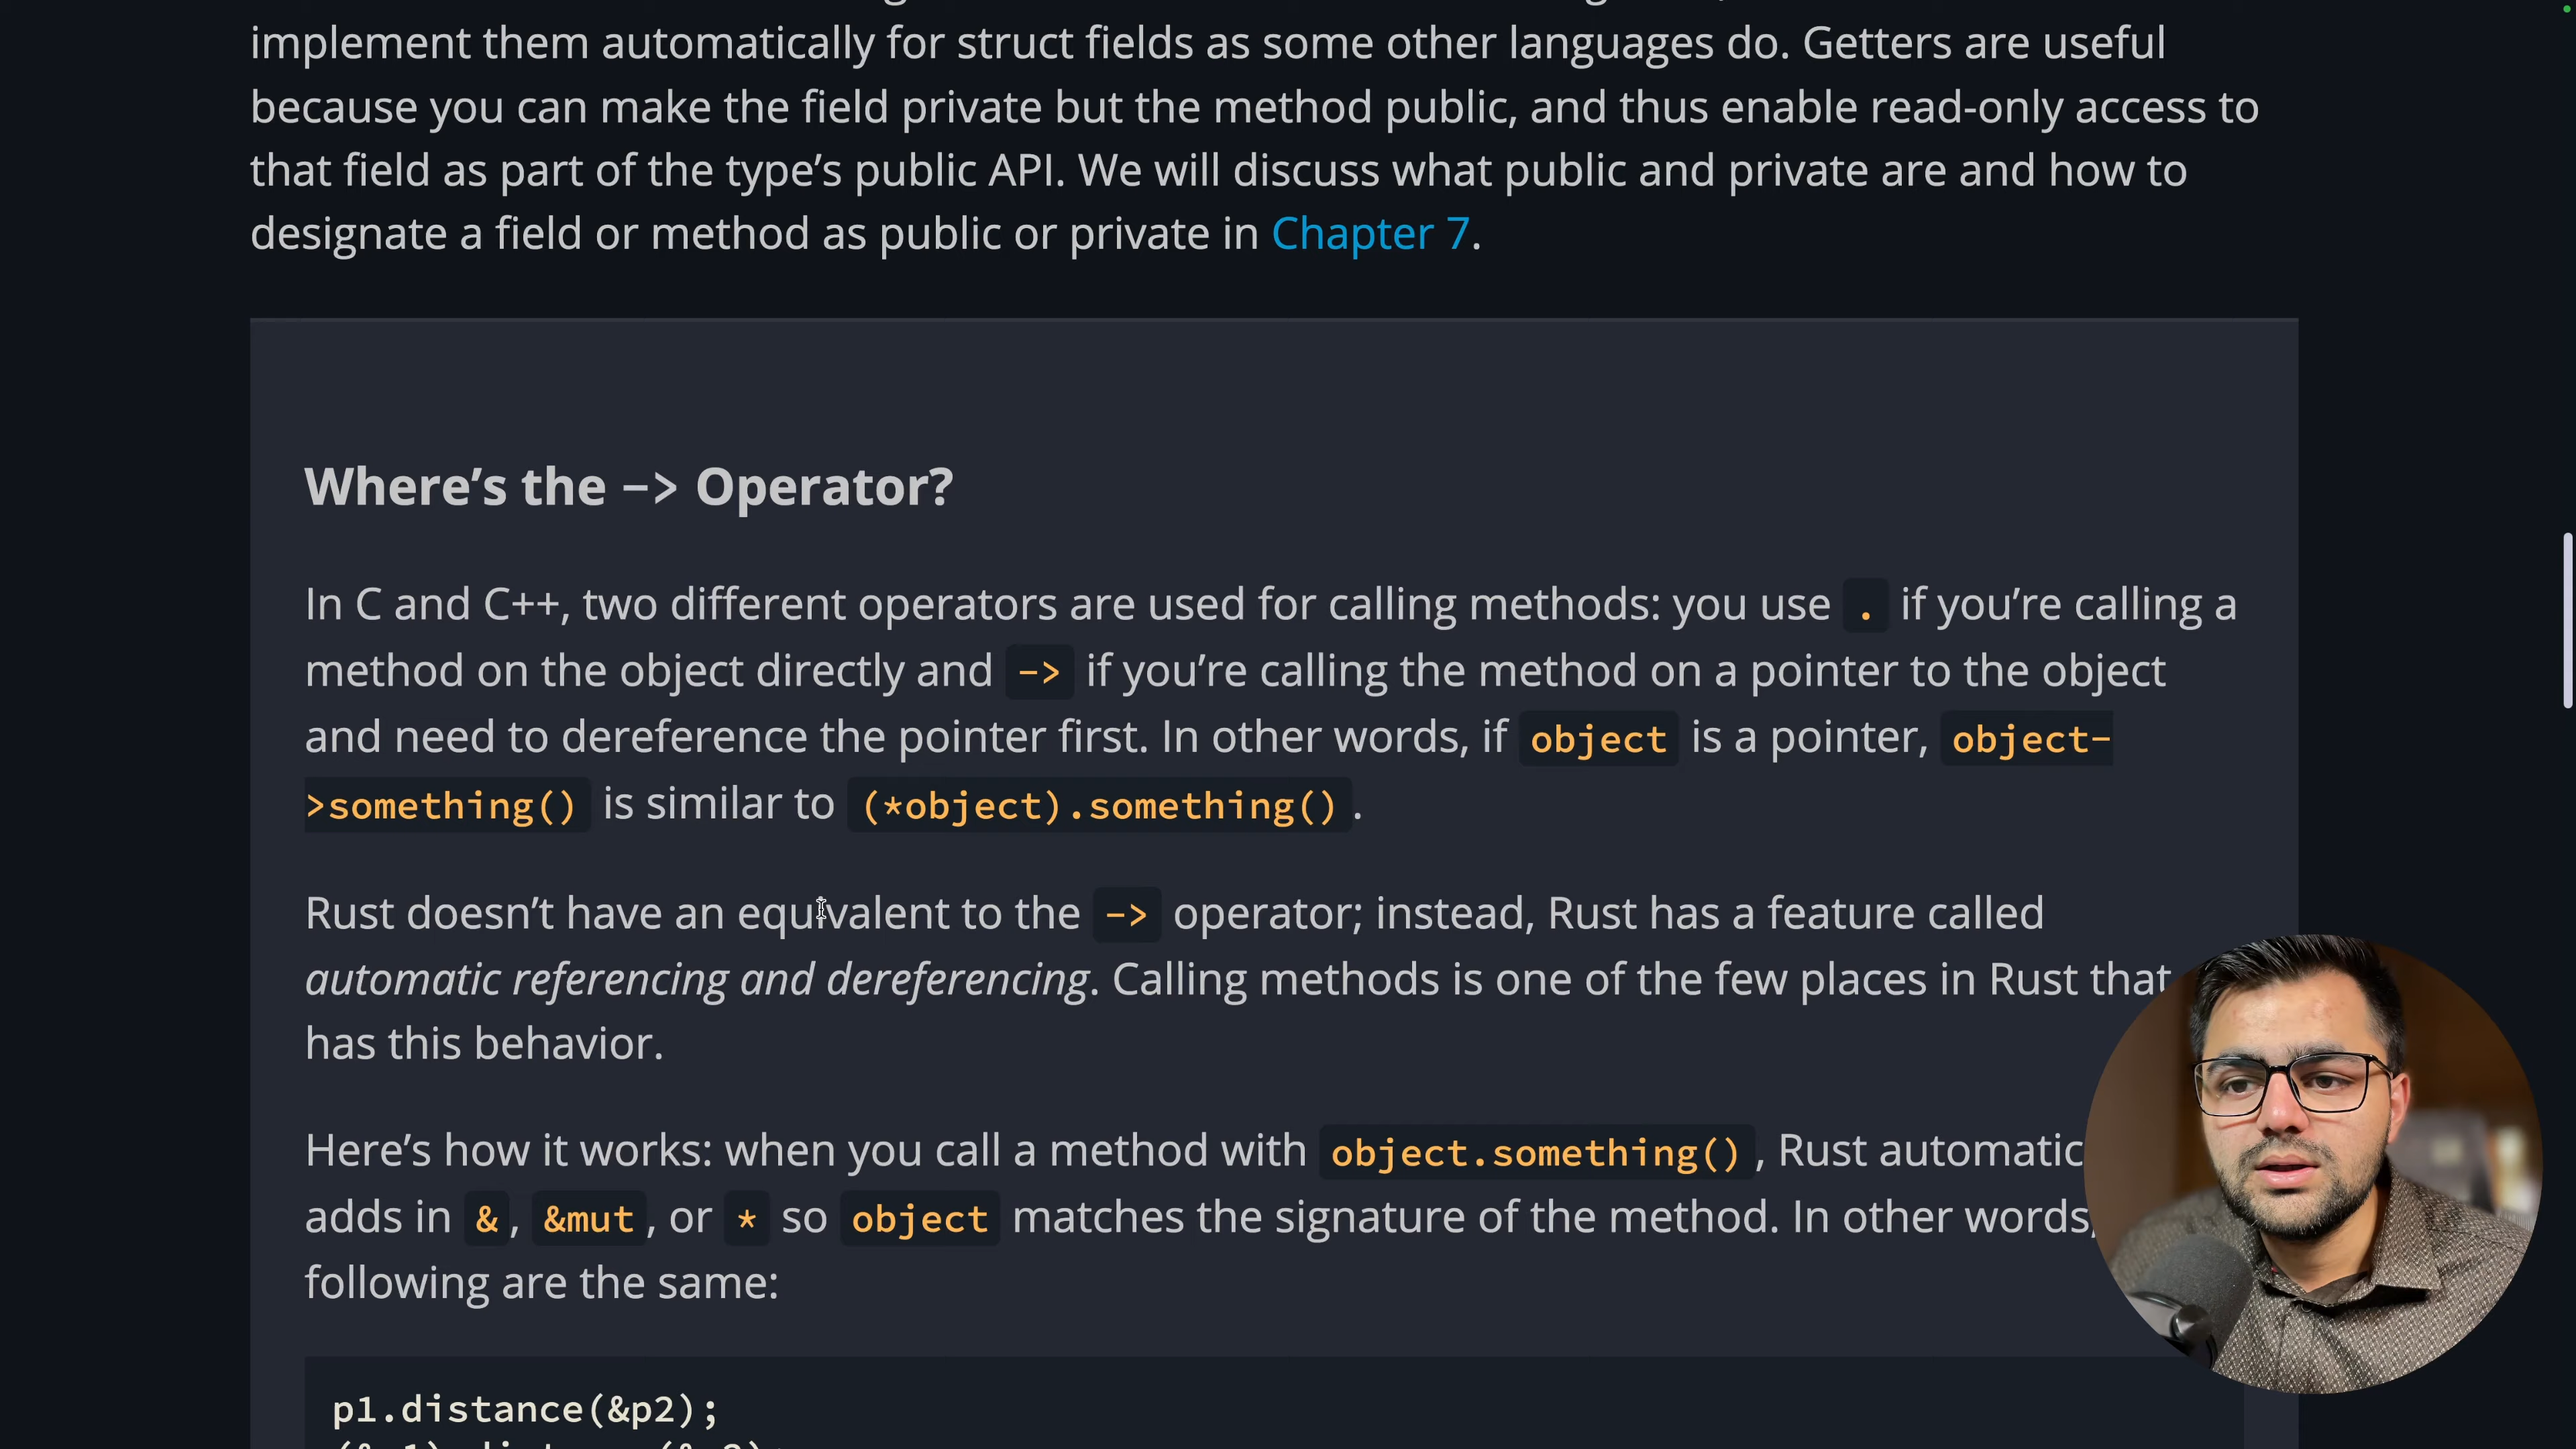 implement them automatically for struct fields as some other languages do. Getters are useful
because you can make the field private but the method public, and thus enable read-only access to
that field as part of the type’s public API. We will discuss what public and private are and how to
designate a field or method as public or private in Chapter 7.
Where’s the -> Operator?
In C and C++, two different operators are used for calling methods: you use . if you’re calling a
method on the object directly and -> if you’re calling the method on a pointer to the object
and need to dereference the pointer first. In other words, if object is a pointer, object-
>something() is similar to (*object).something().
Rust doesn’t have an equivalent to the -> operator; instead, Rust has a feature called
automatic referencing and dereferencing. Calling methods is one of the few places in Rust that
has this behavior.
Here’s how it works: when you call a method with object.something(), Rust automatic
adds in &, &mut, or * so object matches the signature of the method. In other words,
following are the same:
p1.distance(&p2);